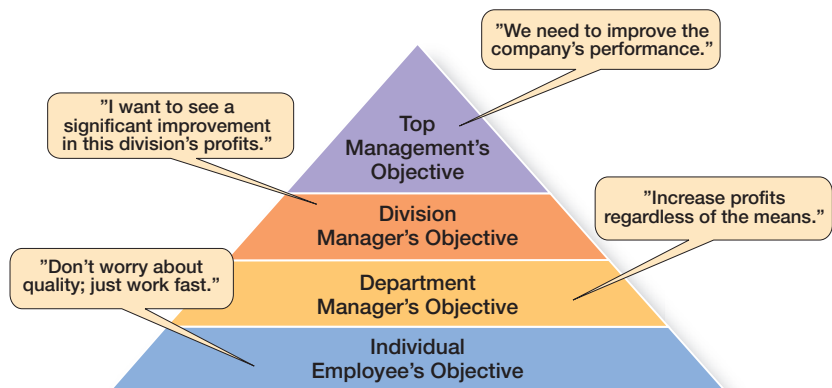 ”We need to improve the
company’s performance.”
”I want to see a
significant improvement
in this division’s profits.”
Top
Management’s
Objective
”Increase profits
regardless of the means.”
Division
Manager’s Objective
”Don’t worry about
quality; just work fast.”
Department
Manager’s Objective
Individual
Employee’s Objective